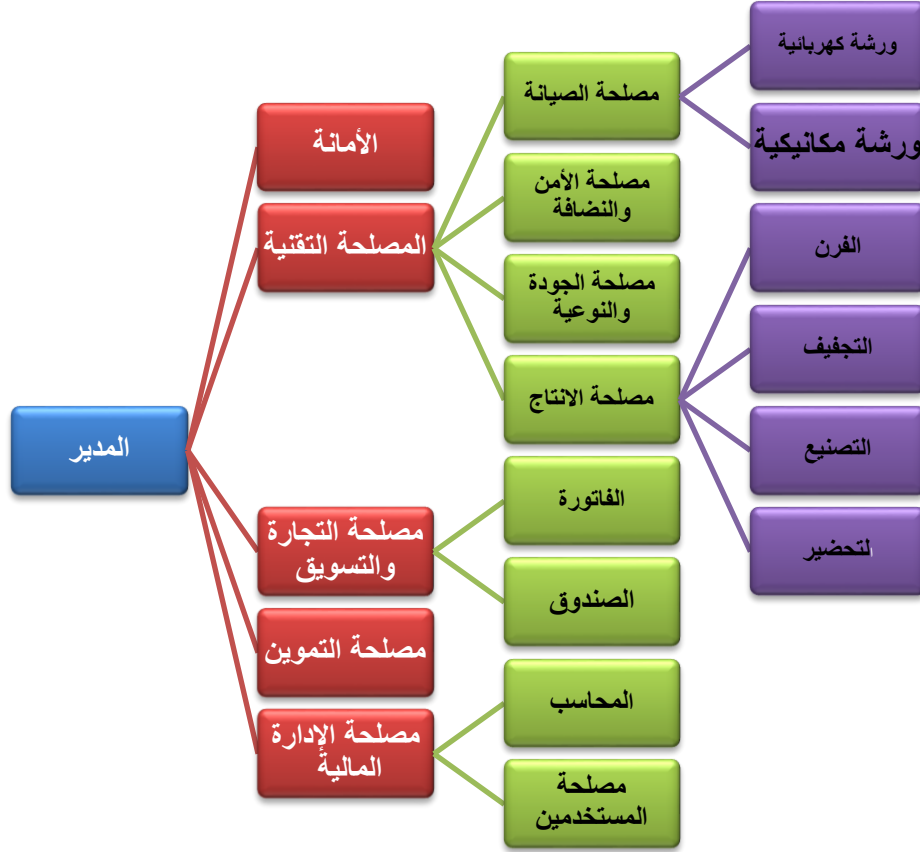 المدير
الأمانة
المصلحة التقنية
مصلحة التجارة
والتسويق
مصلحة التموين
مصلحة الإدارة
المالية
مصلحة الصيانة
مصلحة الأمن
والنضافة
مصلحة الجودة
والنوعية
مصلحة الانتاج
الفاتورة
الصندوق
المحاسب
مصلحة
المستخدمين
ورشة كهربائية
ورشة مكانيكية
الفرن
التجفيف
التصنيع
التحضير